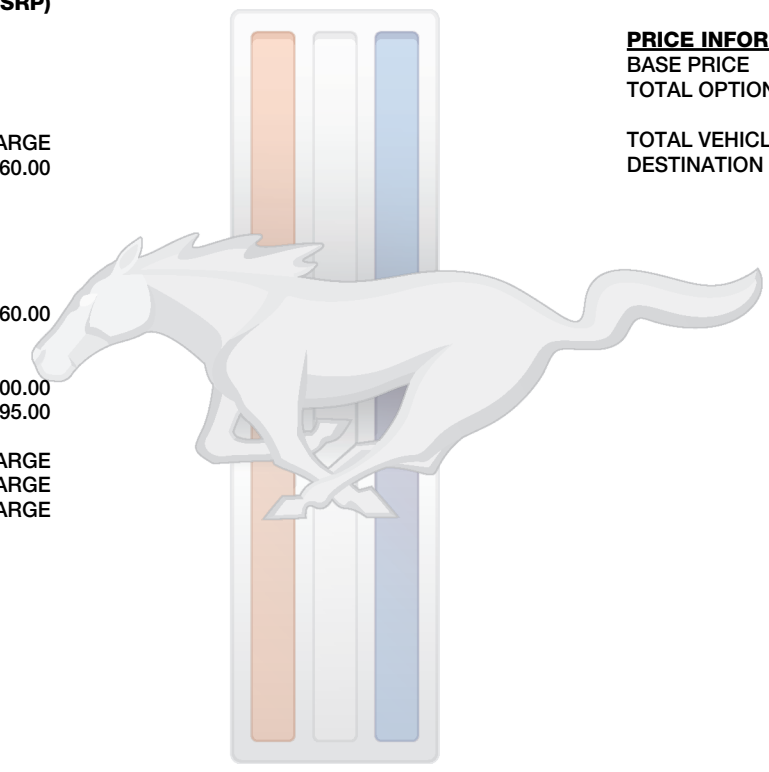 SRP)
ARGE
60.00
60.00
00.00
95.00
ARGE
ARGE
ARGE
PRICE INFOR
BASE PRICE
TOTAL OPTION
TOTAL VEHICL
DESTINATION